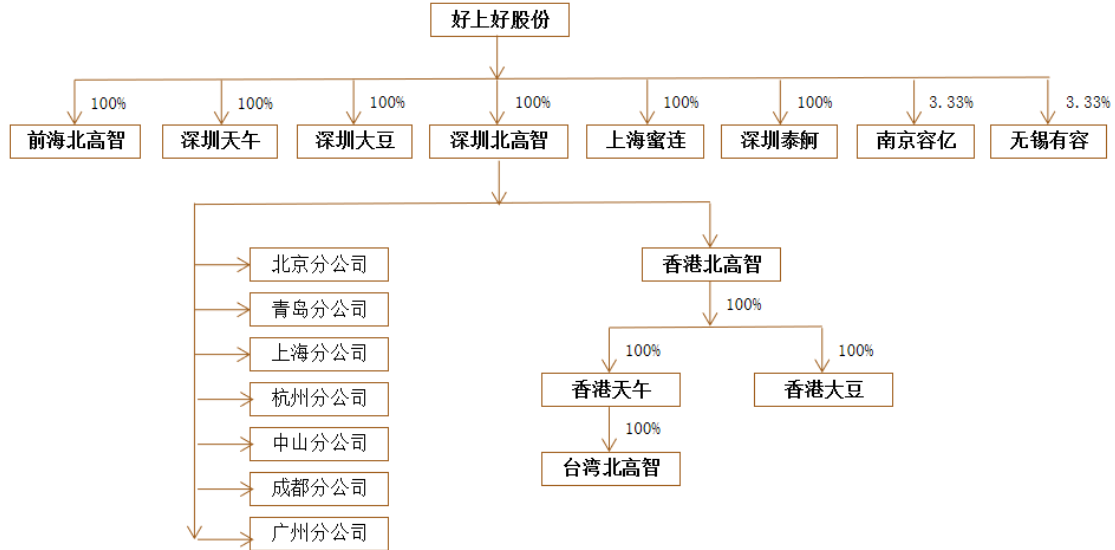 好上好股份
100% 100% 100% 100% 100% 100% 3.33% 3.33%
前海北高智 深圳天午 深圳大豆 深圳北高智 上海蜜连 深圳泰舸 南京容亿 无锡有容
北京分公司 香港北高智
100%
青岛分公司
上海分公司 100% 100%
杭州分公司 香港天午 香港大豆
中山分公司 100%
台湾北高智
成都分公司
广州分公司